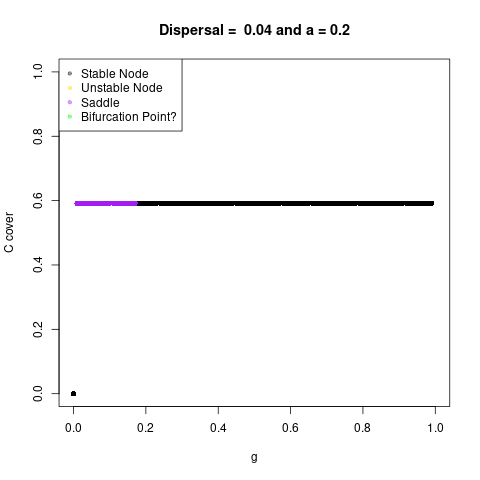 Dispersal =  0.04 and a = 0.2
Stable Node
Unstable Node
Saddle
Bifurcation Point?
C cover
1.0
0.8
0.6
0.4
0.2
0.0
0.0 0.2 0.4 0.6 0.8 1.0
g